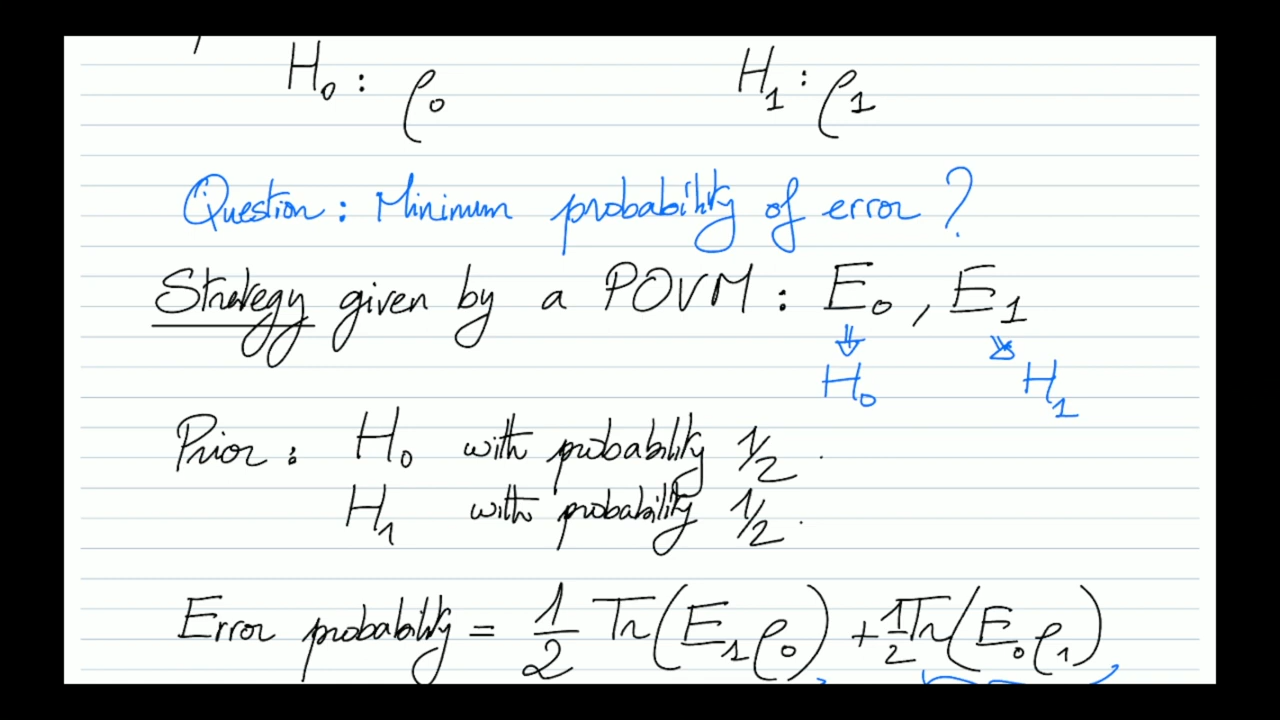 H₀ : ρ₀ H₁ : ρ₁
Question : Minimum probability of error ?
Strategy given by a POVM : E₀ , E₁
⇓ ⇘
H₀ H₁
Prior : H₀ with probability 1/2 .
H₁ with probability 1/2 .
Error probability = 1/2 Tr(E₁ρ₀) + 1/2 Tr(E₀ρ₁)